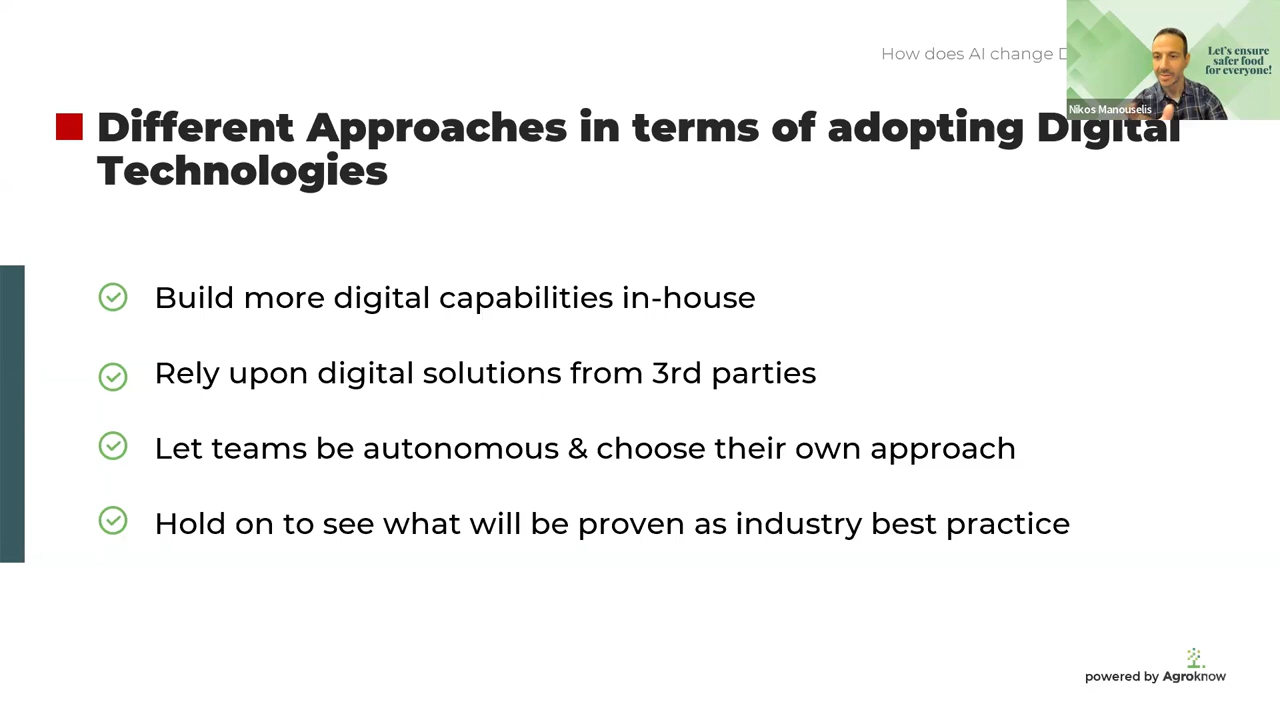 How does AI change D
Let's ensure
safer food
for everyone!
Nikos Manouselis
Different Approaches in terms of adopting Digital
Technologies
Build more digital capabilities in-house
Rely upon digital solutions from 3rd parties
Let teams be autonomous & choose their own approach
Hold on to see what will be proven as industry best practice
powered by Agroknow